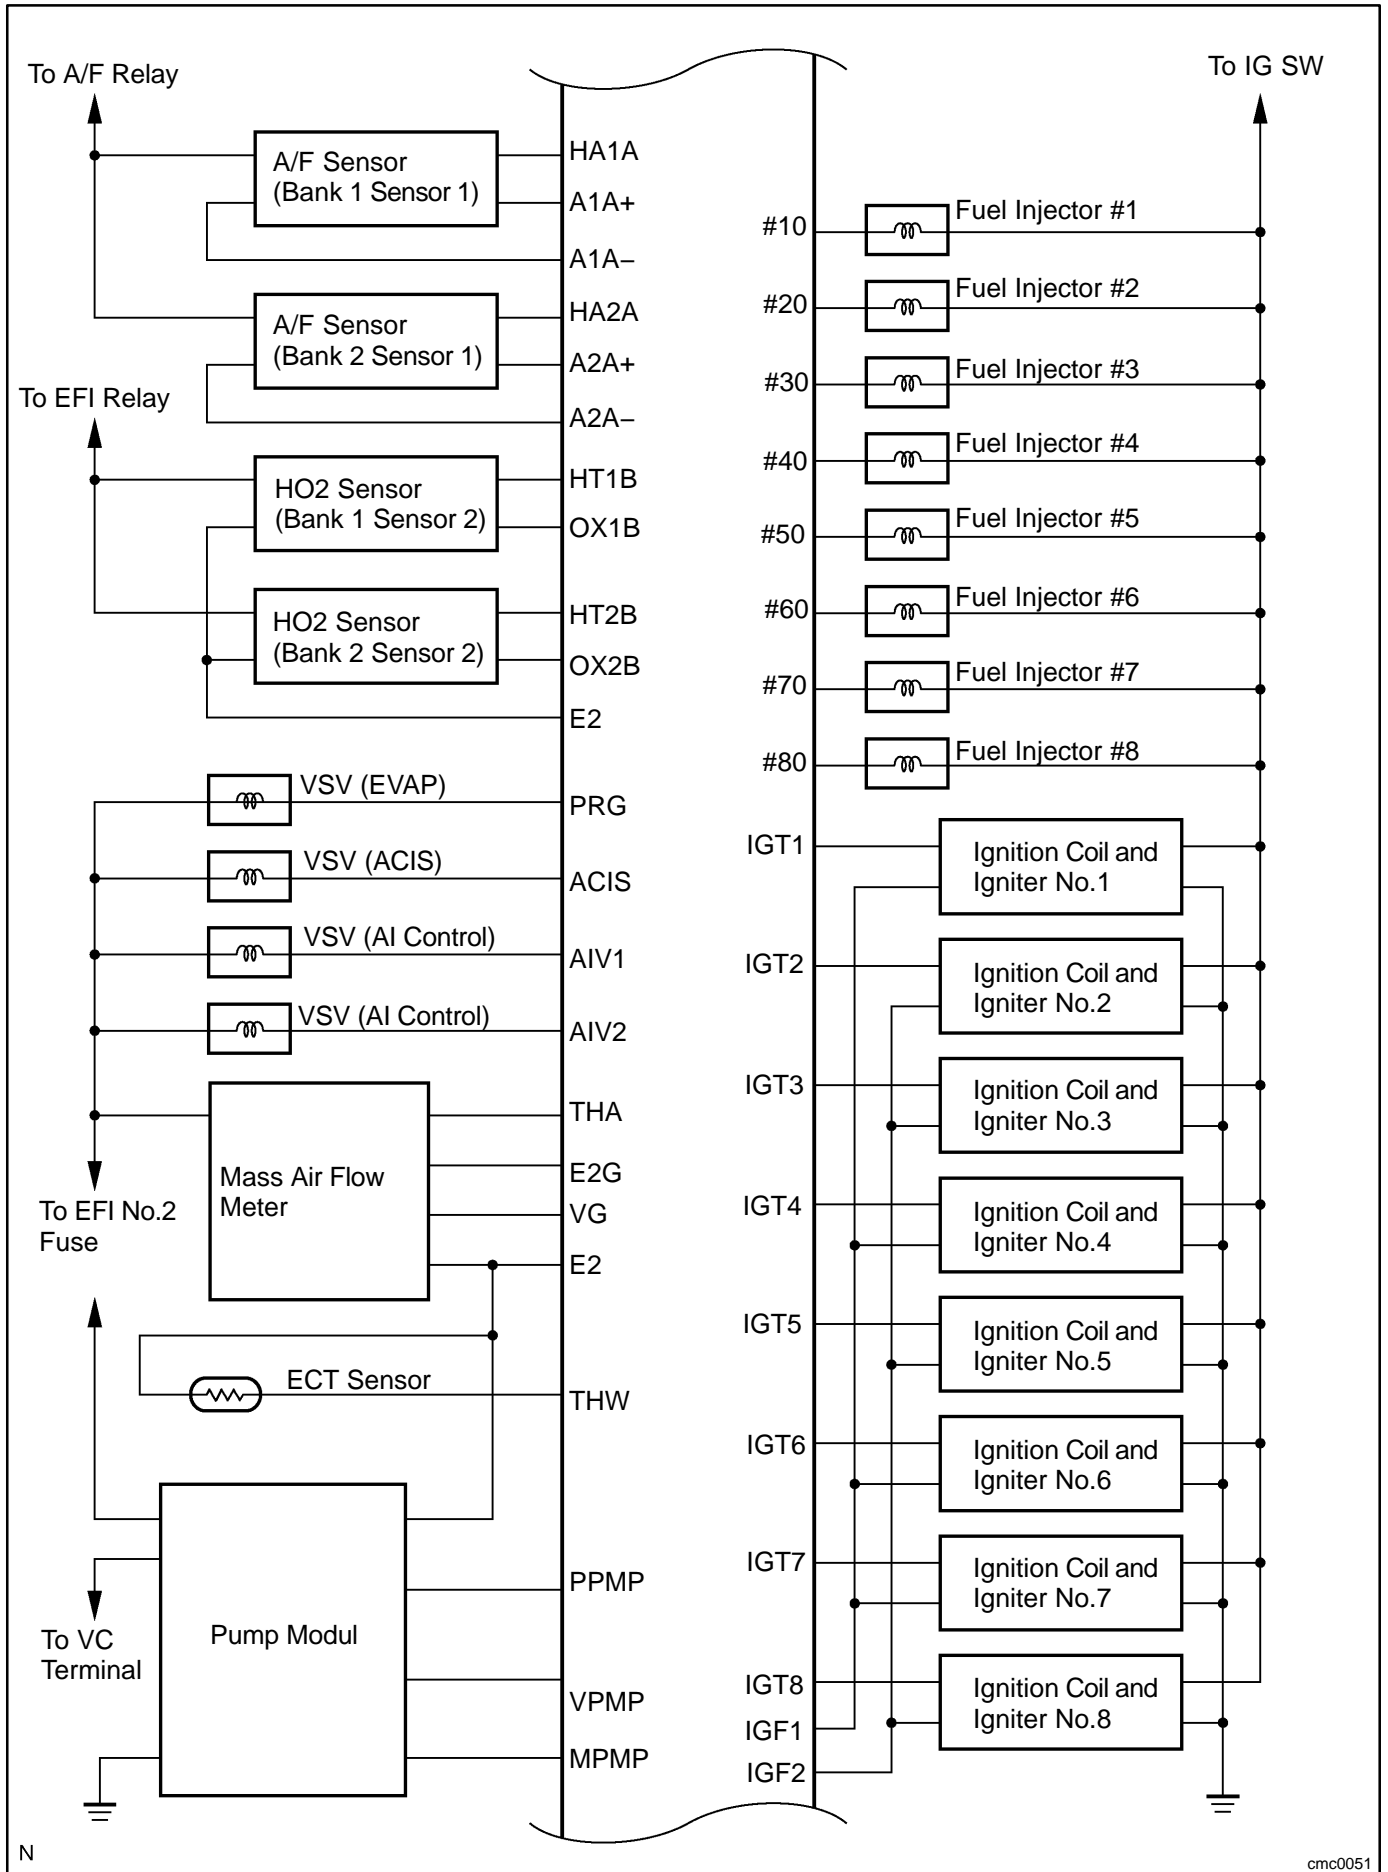 To A/F Relay
A/F Sensor
(Bank 1 Sensor 1)
HA1A
A1A+
A1A–
A/F Sensor
(Bank 2 Sensor 1)
HA2A
A2A+
A2A–
To EFI Relay
HO2 Sensor
(Bank 1 Sensor 2)
HT1B
OX1B
HO2 Sensor
(Bank 2 Sensor 2)
HT2B
OX2B
E2
VSV (EVAP)
PRG
VSV (ACIS)
ACIS
VSV (AI Control)
AIV1
VSV (AI Control)
AIV2
Mass Air Flow
Meter
THA
E2G
VG
E2
To EFI No.2
Fuse
ECT Sensor
THW
Pump Modul
PPMP
VPMP
MPMP
To VC
Terminal
To IG SW
#10
Fuel Injector #1
#20
Fuel Injector #2
#30
Fuel Injector #3
#40
Fuel Injector #4
#50
Fuel Injector #5
#60
Fuel Injector #6
#70
Fuel Injector #7
#80
Fuel Injector #8
IGT1
Ignition Coil and
Igniter No.1
IGT2
Ignition Coil and
Igniter No.2
IGT3
Ignition Coil and
Igniter No.3
IGT4
Ignition Coil and
Igniter No.4
IGT5
Ignition Coil and
Igniter No.5
IGT6
Ignition Coil and
Igniter No.6
IGT7
Ignition Coil and
Igniter No.7
IGT8
Ignition Coil and
Igniter No.8
IGF1
IGF2
N
cmc0051